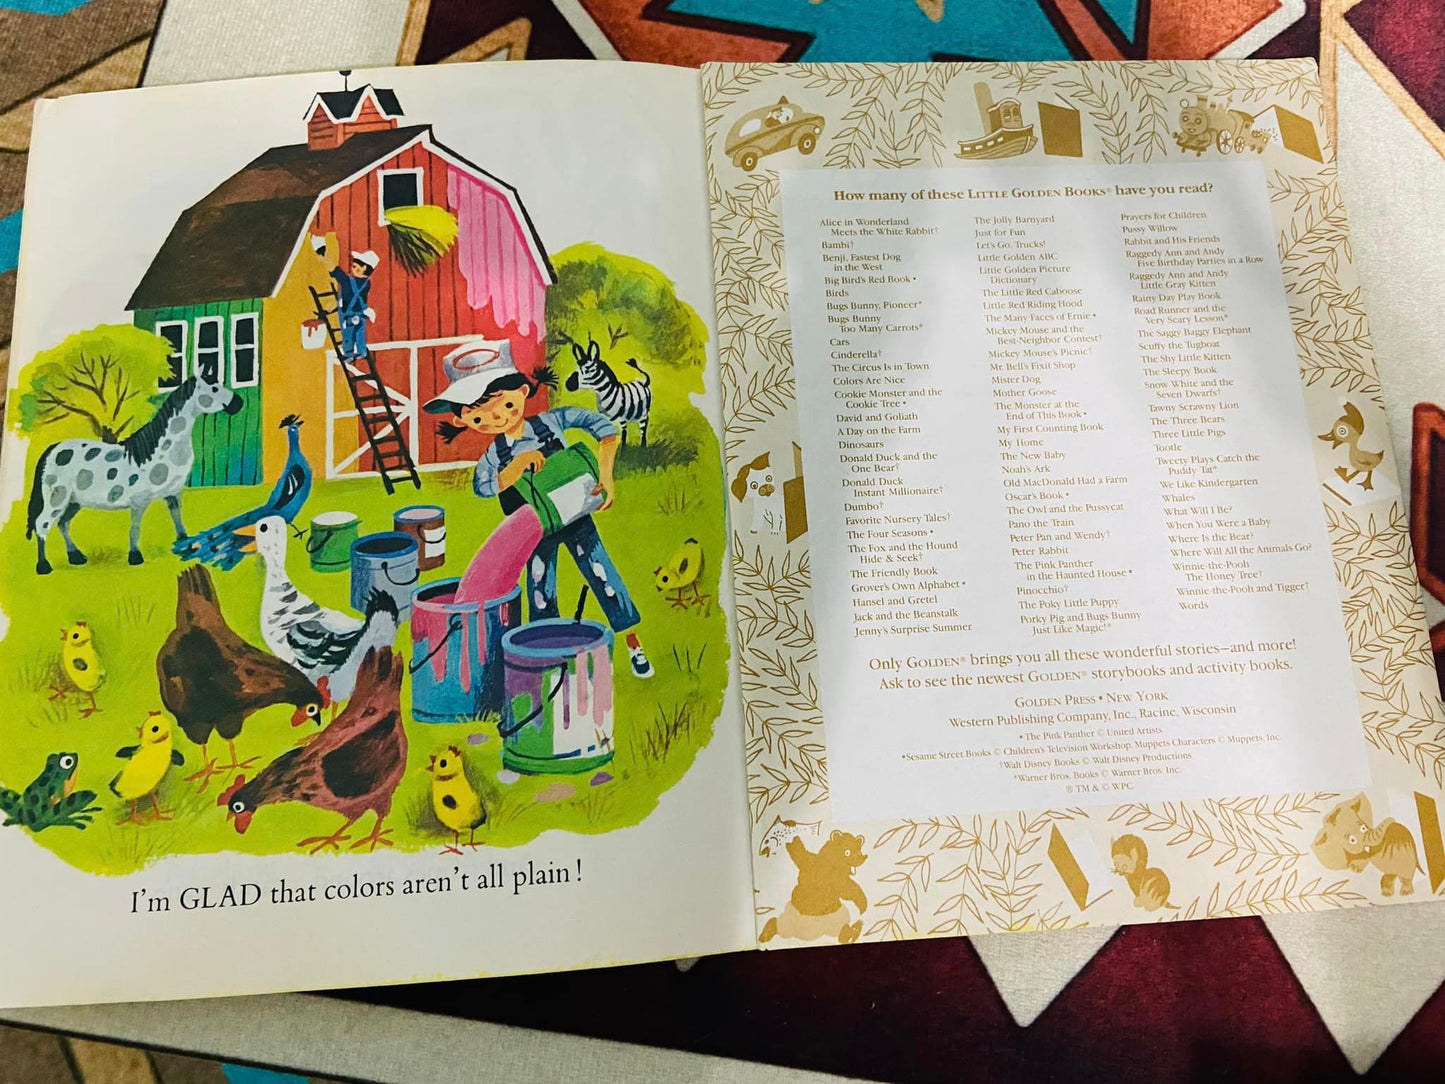 I'm GLAD that colors aren't all plain!
How many of these LITTLE GOLDEN BOOKS® have you read?
Alice in Wonderland
Meets the White Rabbit†
Bambi†
Benji, Fastest Dog
in the West
Big Bird's Red Book •
Birds
Bugs Bunny, Pioneer*
Bugs Bunny
Too Many Carrots*
Cars
Cinderella†
The Circus Is in Town
Colors Are Nice
Cookie Monster and the
Cookie Tree •
David and Goliath
A Day on the Farm
Dinosaurs
Donald Duck and the
One Bear†
Donald Duck
Instant Millionaire†
Dumbo†
Favorite Nursery Tales†
The Four Seasons •
The Fox and the Hound
Hide & Seek†
The Friendly Book
Grover's Own Alphabet •
Hansel and Gretel
Jack and the Beanstalk
Jenny's Surprise Summer
The Jolly Barnyard
Just for Fun
Let's Go, Trucks!
Little Golden ABC
Little Golden Picture
Dictionary
The Little Red Caboose
Little Red Riding Hood
The Many Faces of Ernie •
Mickey Mouse and the
Best-Neighbor Contest†
Mickey Mouse's Picnic†
Mr. Bell's Fixit Shop
Mister Dog
Mother Goose
The Monster at the
End of This Book •
My First Counting Book
My Home
The New Baby
Noah's Ark
Old MacDonald Had a Farm
Oscar's Book •
The Owl and the Pussycat
Pano the Train
Peter Pan and Wendy†
Peter Rabbit
The Pink Panther
in the Haunted House •
Pinocchio†
The Poky Little Puppy
Porky Pig and Bugs Bunny
Just Like Magic!*
Prayers for Children
Pussy Willow
Rabbit and His Friends
Raggedy Ann and Andy
Five Birthday Parties in a Row
Raggedy Ann and Andy
Little Gray Kitten
Rainy Day Play Book
Road Runner and the
Very Scary Lesson*
The Saggy Baggy Elephant
Scuffy the Tugboat
The Shy Little Kitten
The Sleepy Book
Snow White and the
Seven Dwarfs†
Tawny Scrawny Lion
The Three Bears
Three Little Pigs
Tootle
Tweety Plays Catch the
Puddy Tat*
We Like Kindergarten
Whales
What Will I Be?
When You Were a Baby
Where Is the Bear?
Where Will All the Animals Go?
Winnie-the-Pooh
The Honey Tree†
Winnie-the-Pooh and Tigger†
Words
Only GOLDEN® brings you all these wonderful stories—and more!
Ask to see the newest GOLDEN® storybooks and activity books.
GOLDEN PRESS • NEW YORK
Western Publishing Company, Inc., Racine, Wisconsin
• The Pink Panther © United Artists
•Sesame Street Books © Children's Television Workshop, Muppets Characters © Muppets, Inc.
†Walt Disney Books © Walt Disney Productions
*Warner Bros. Books © Warner Bros. Inc.
® TM & © WPC